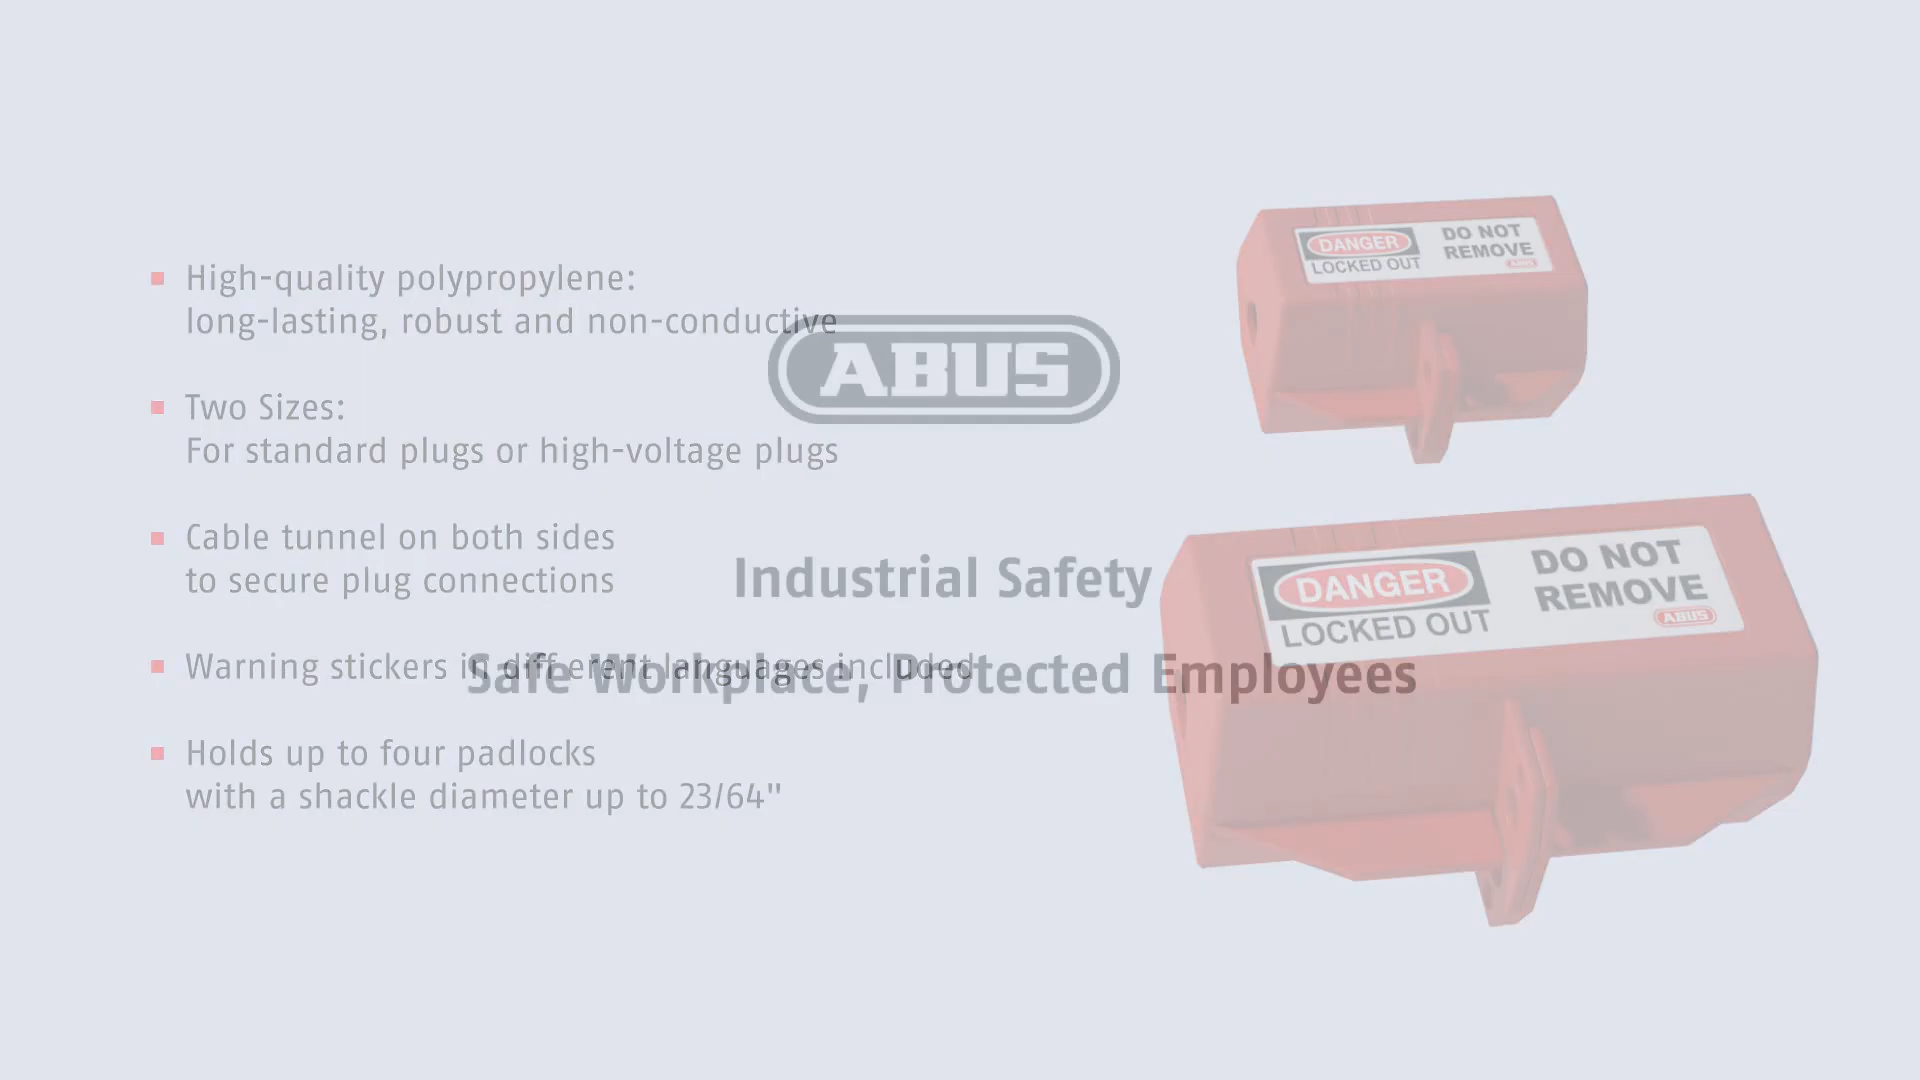 High-quality polypropylene:
long-lasting, robust and non-conductive
Two Sizes:
For standard plugs or high-voltage plugs
Cable tunnel on both sides
to secure plug connections
Warning stickers in different languages included
Holds up to four padlocks
with a shackle diameter up to 23/64"
ABUS
Industrial Safety
Safe Workplace, Protected Employees
DANGER
LOCKED OUT
DO NOT
REMOVE
ABUS
DANGER
LOCKED OUT
DO NOT
REMOVE
ABUS